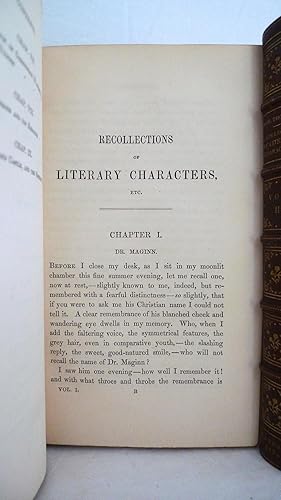 RECOLLECTIONS
OF
LITERARY CHARACTERS,
ETC.
CHAPTER I.
DR. MAGINN.
BEFORE I close my desk, as I sit in my moonlit
chamber this fine summer evening, let me recall one,
now at rest,—slightly known to me, indeed, but re-
membered with a fearful distinctness—so slightly, that
if you were to ask me his Christian name I could not
tell it. A clear remembrance of his blanched cheek and
wandering eye dwells in my memory. Who, when I
add the faltering voice, the symmetrical features, the
grey hair, even in comparative youth,—the slashing
reply, the sweet, good-natured smile,—who will not
recall the name of Dr. Maginn?
I saw him one evening—how well I remember it!
and with what throes and throbs the remembrance is
VOL. I. B